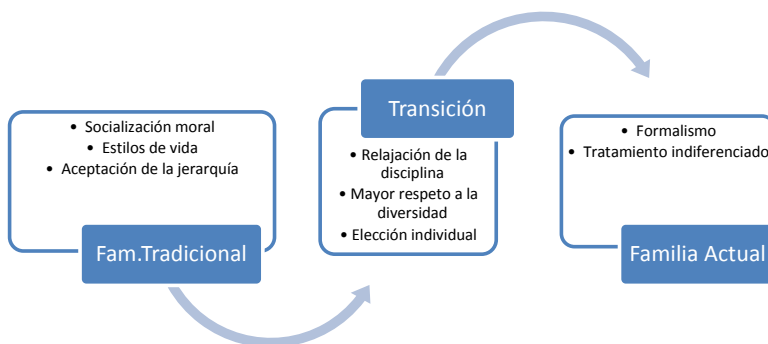 • Socialización moral
• Estilos de vida
• Aceptación de la jerarquía
Fam.Tradicional
Transición
• Relajación de la
disciplina
• Mayor respeto a la
diversidad
• Elección individual
• Formalismo
• Tratamiento indiferenciado
Familia Actual